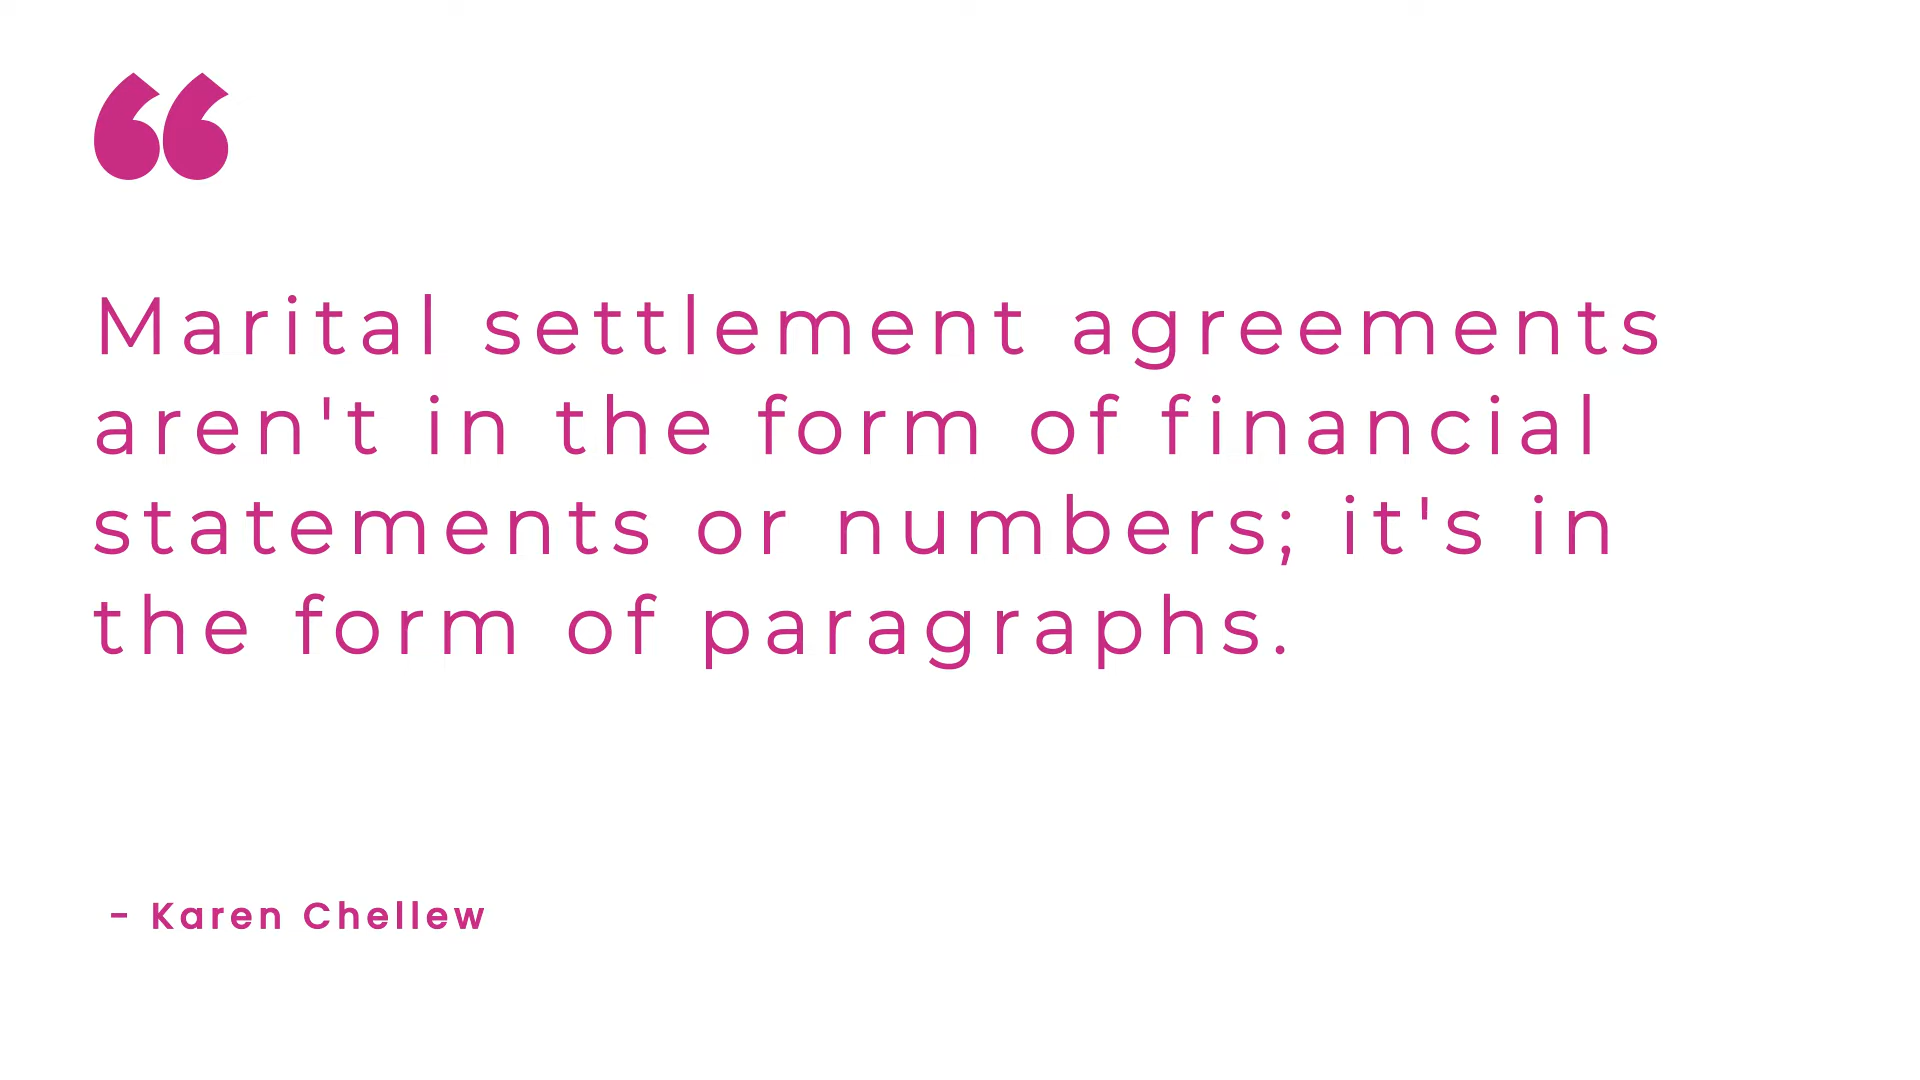 “
Marital settlement agreements
aren't in the form of financial
statements or numbers; it's in
the form of paragraphs.
- Karen Chellew